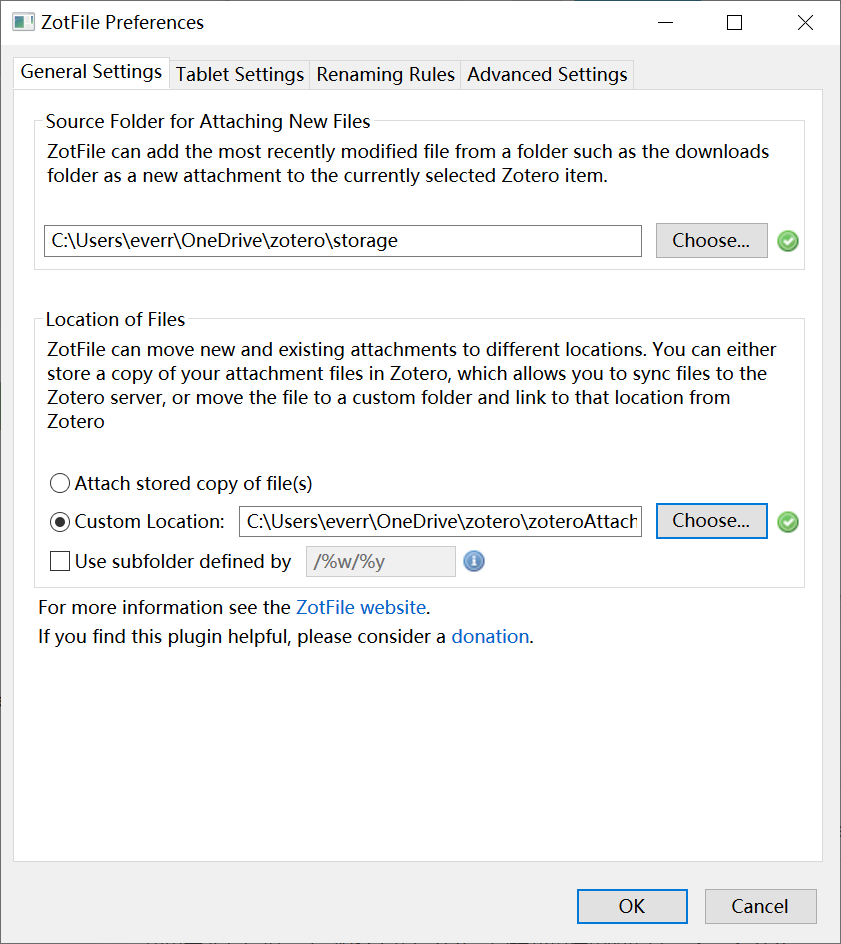 ZotFile Preferences
General Settings
Tablet Settings
Renaming Rules
Advanced Settings
Source Folder for Attaching New Files
ZotFile can add the most recently modified file from a folder such as the downloads
folder as a new attachment to the currently selected Zotero item.
C:\Users\everr\OneDrive\zotero\storage
Choose...
Location of Files
ZotFile can move new and existing attachments to different locations. You can either
store a copy of your attachment files in Zotero, which allows you to sync files to the
Zotero server, or move the file to a custom folder and link to that location from
Zotero
Attach stored copy of file(s)
Custom Location:
C:\Users\everr\OneDrive\zotero\zoteroAttach
Choose...
Use subfolder defined by
/%w/%y
For more information see the ZotFile website.
If you find this plugin helpful, please consider a donation.
OK
Cancel